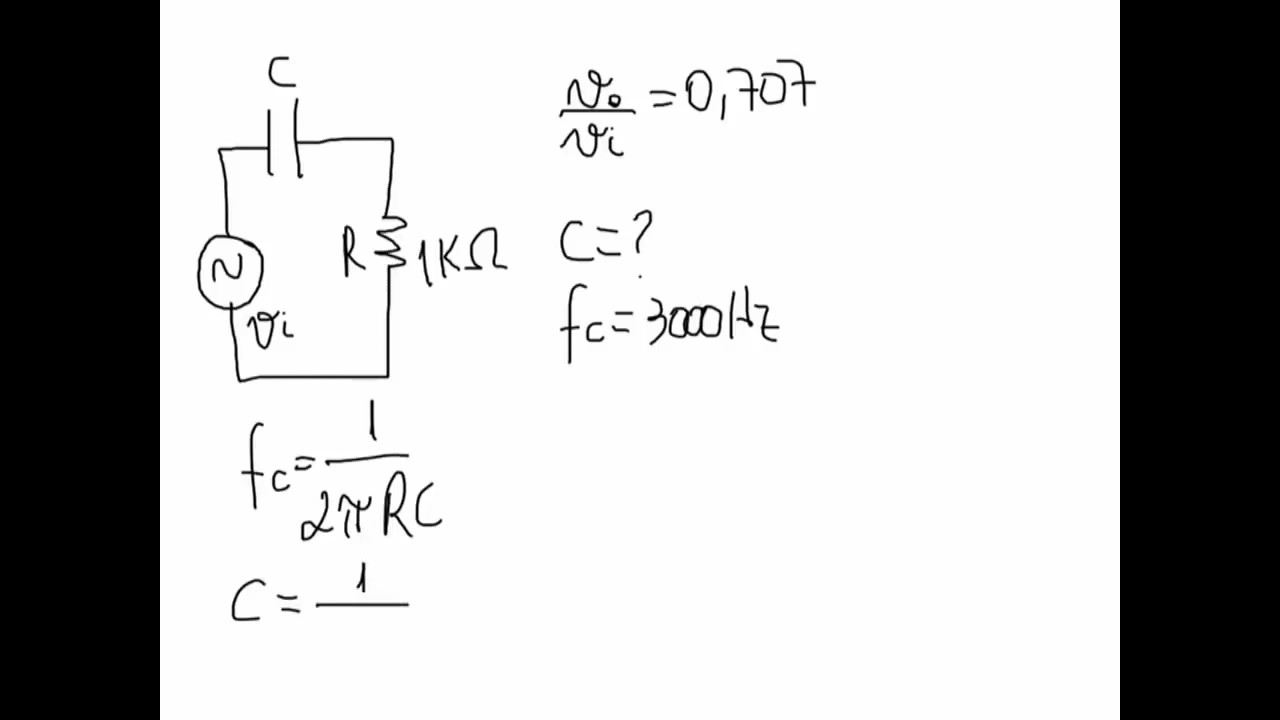 C
R 1KΩ
vi
vo/vi = 0,707
C = ?
fc = 3000Hz
fc = 1/2πRC
C = 1